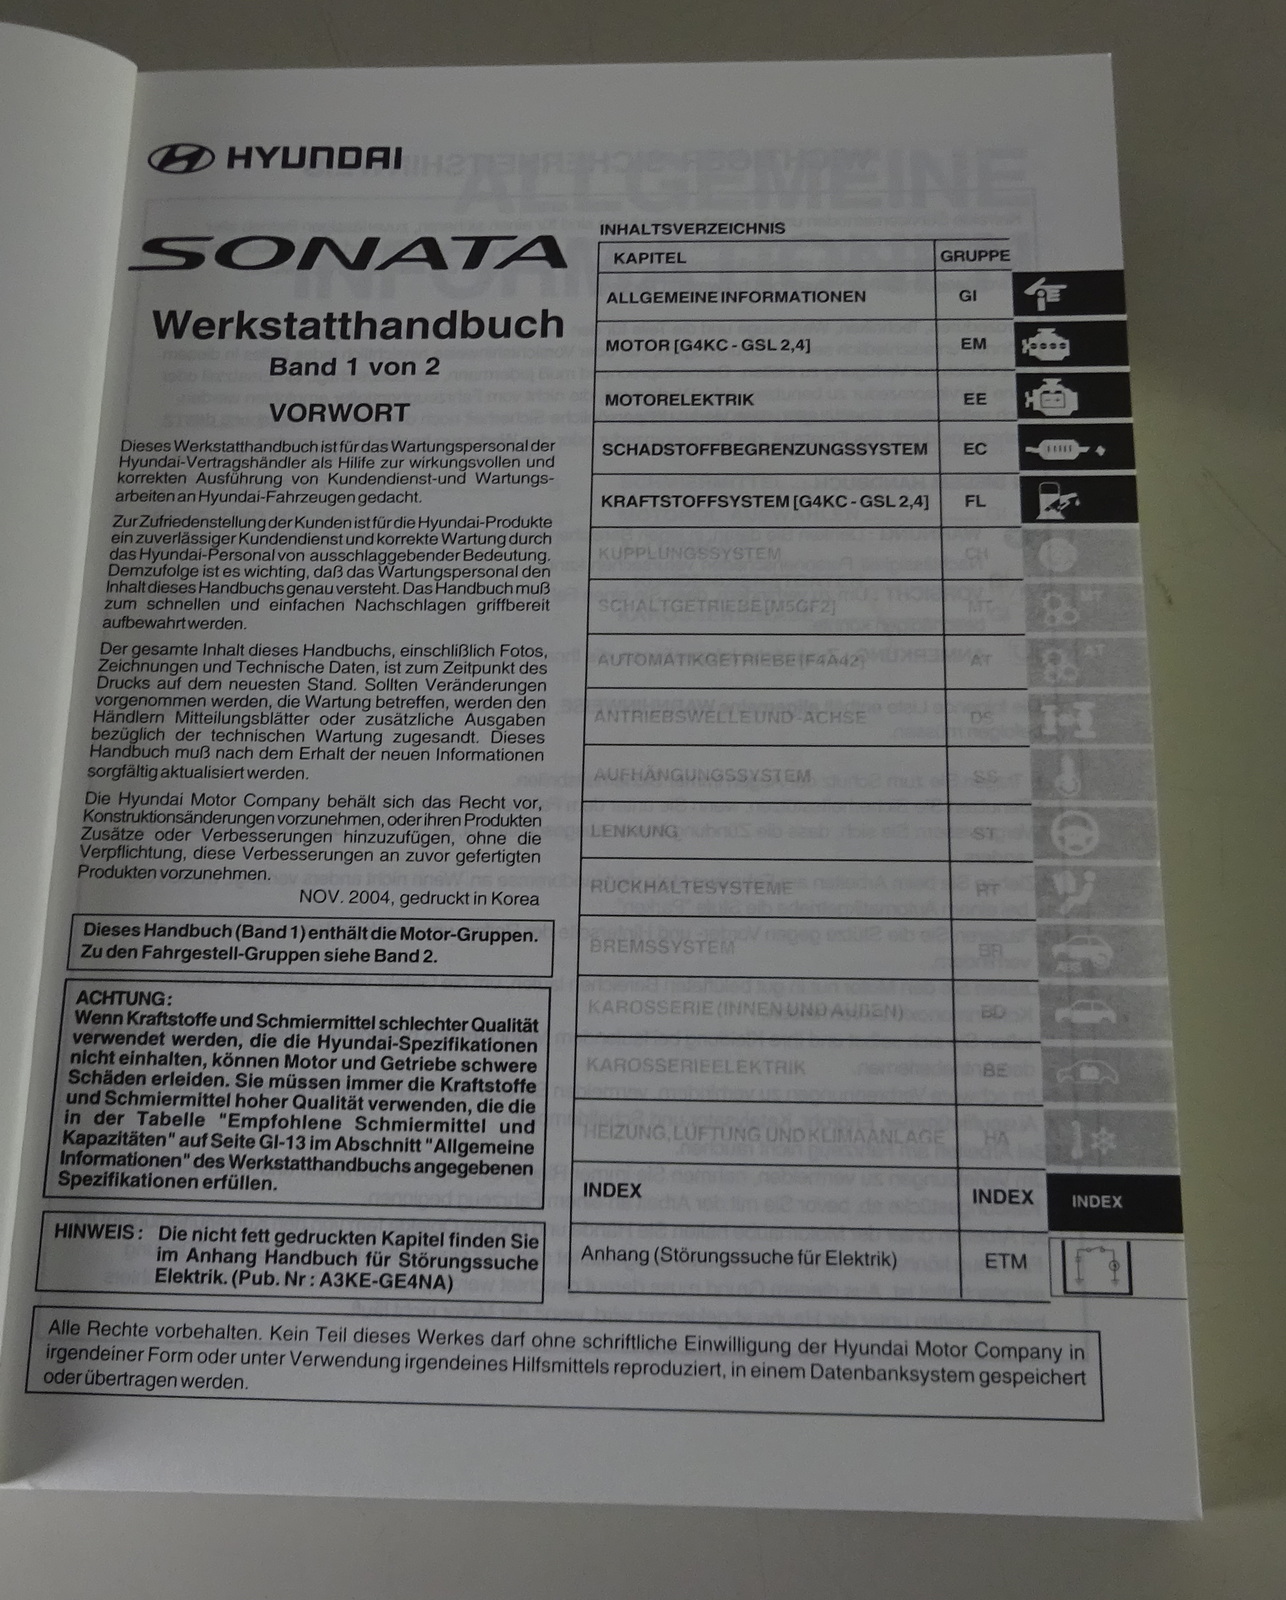 HYUNDAI
SONATA
Werkstatthandbuch
Band 1 von 2
VORWORT
Dieses Werkstatthandbuch ist für das Wartungspersonal der
Hyundai-Vertragshändler als Hilife zur wirkungsvollen und
korrekten Ausführung von Kundendienst-und Wartungs-
arbeiten an Hyundai-Fahrzeugen gedacht.
Zur Zufriedenstellung der Kunden ist für die Hyundai-Produkte
ein zuverlässiger Kundendienst und korrekte Wartung durch
das Hyundai-Personal von ausschlaggebender Bedeutung.
Demzufolge ist es wichting, daß das Wartungspersonal den
Inhalt dieses Handbuchs genau versteht. Das Handbuch muß
zum schnellen und einfachen Nachschlagen griffbereit
aufbewahrt werden.
Der gesamte Inhalt dieses Handbuchs, einschlißlich Fotos,
Zeichnungen und Technische Daten, ist zum Zeitpunkt des
Drucks auf dem neuesten Stand. Sollten Veränderungen
vorgenommen werden, die Wartung betreffen, werden den
Händlern Mitteilungsblätter oder zusätzliche Ausgaben
bezüglich der technischen Wartung zugesandt. Dieses
Handbuch muß nach dem Erhalt der neuen Informationen
sorgfältig aktualisiert werden.
Die Hyundai Motor Company behält sich das Recht vor,
Konstruktionsänderungen vorzunehmen, oder ihren Produkten
Zusätze oder Verbesserungen hinzuzufügen, ohne die
Verpflichtung, diese Verbesserungen an zuvor gefertigten
Produkten vorzunehmen.
NOV. 2004, gedruckt in Korea
Dieses Handbuch (Band 1) enthält die Motor-Gruppen.
Zu den Fahrgestell-Gruppen siehe Band 2.
ACHTUNG:
Wenn Kraftstoffe und Schmiermittel schlechter Qualität
verwendet werden, die die Hyundai-Spezifikationen
nicht einhalten, können Motor und Getriebe schwere
Schäden erleiden. Sie müssen immer die Kraftstoffe
und Schmiermittel hoher Qualität verwenden, die die
in der Tabelle "Empfohlene Schmiermittel und
Kapazitäten" auf Seite GI-13 im Abschnitt "Allgemeine
Informationen" des Werkstatthandbuchs angegebenen
Spezifikationen erfüllen.
HINWEIS: Die nicht fett gedruckten Kapitel finden Sie
im Anhang Handbuch für Störungssuche
Elektrik. (Pub. Nr : A3KE-GE4NA)
INHALTSVERZEICHNIS
KAPITEL GRUPPE
ALLGEMEINE INFORMATIONEN GI
MOTOR [G4KC - GSL 2,4] EM
MOTORELEKTRIK EE
SCHADSTOFFBEGRENZUNGSSYSTEM EC
KRAFTSTOFFSYSTEM [G4KC - GSL 2,4] FL
KUPPLUNGSSYSTEM CH
SCHALTGETRIEBE [M5GF2] MT MT
AUTOMATIKGETRIEBE [F4A42] AT AT
ANTRIEBSWELLE UND -ACHSE DS
AUFHÄNGUNGSSYSTEM SS
LENKUNG ST
RÜCKHALTESYSTEME RT
BREMSSYSTEM BR ABS
KAROSSERIE (INNEN UND AUßEN) BD
KAROSSERIEELEKTRIK BE
HEIZUNG, LÜFTUNG UND KLIMAANLAGE HA
INDEX INDEX INDEX
Anhang (Störungssuche für Elektrik) ETM
Alle Rechte vorbehalten. Kein Teil dieses Werkes darf ohne schriftliche Einwilligung der Hyundai Motor Company in
irgendeiner Form oder unter Verwendung irgendeines Hilfsmittels reproduziert, in einem Datenbanksystem gespeichert
oder übertragen werden.